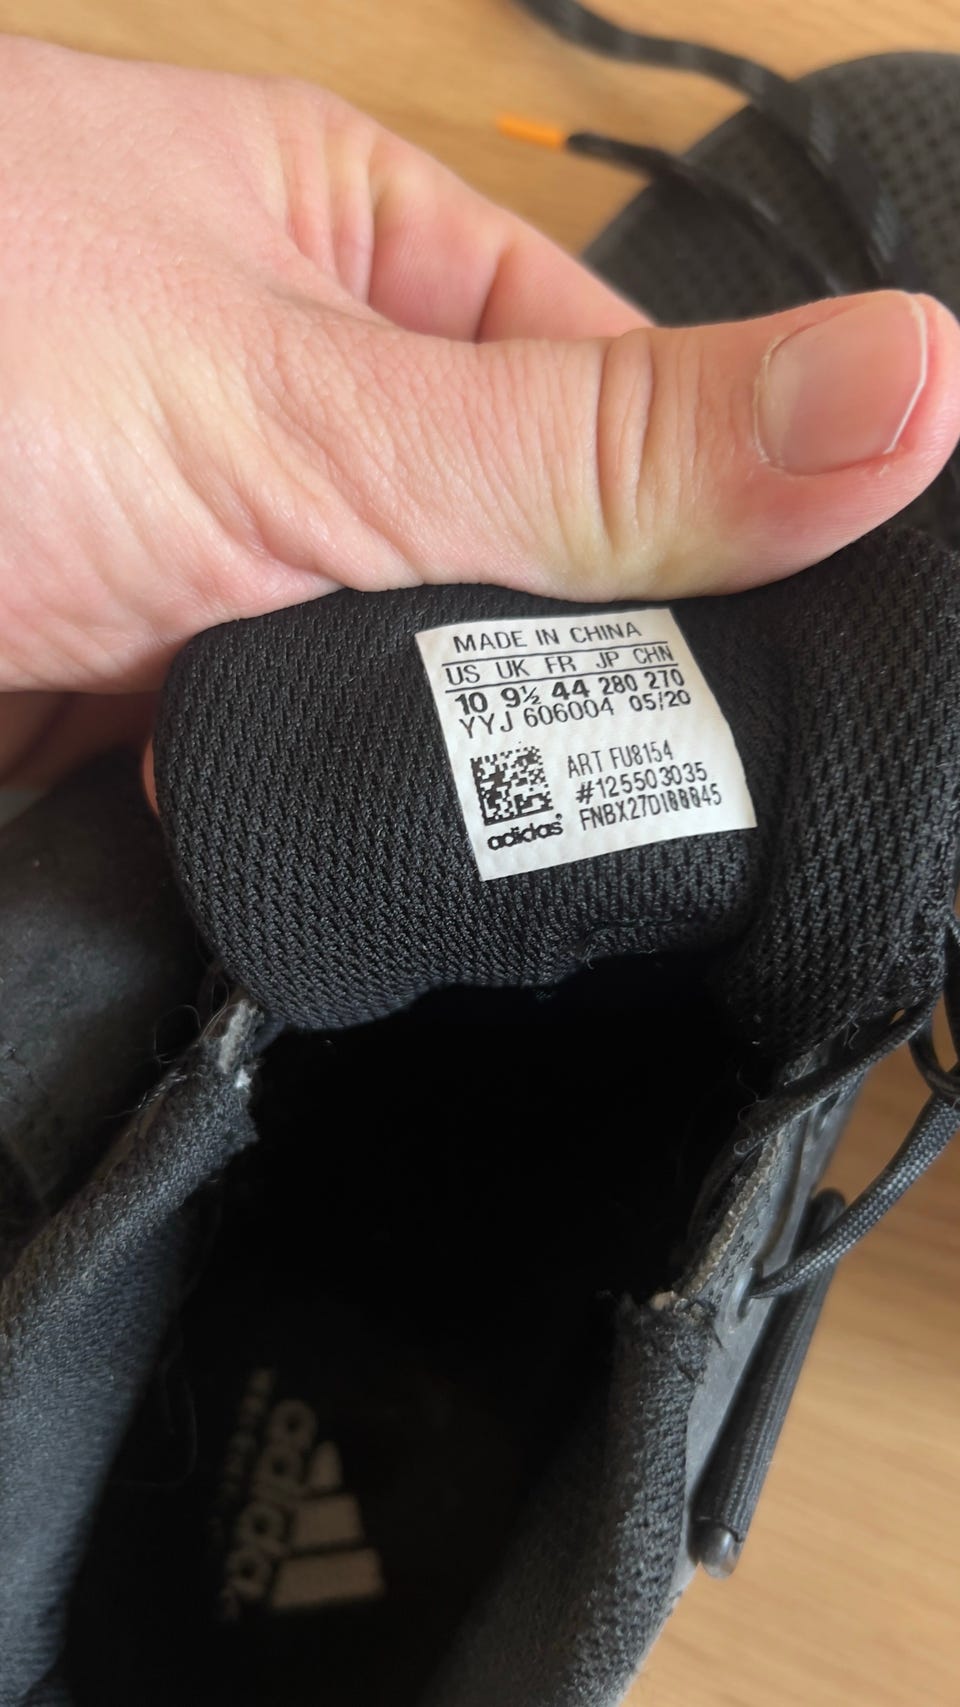 MADE IN CHINA
US UK FR JP CHN
10 9½ 44 280 270
YYJ 606004 05/20
ART FU8154
#125503035
adidas
adidas